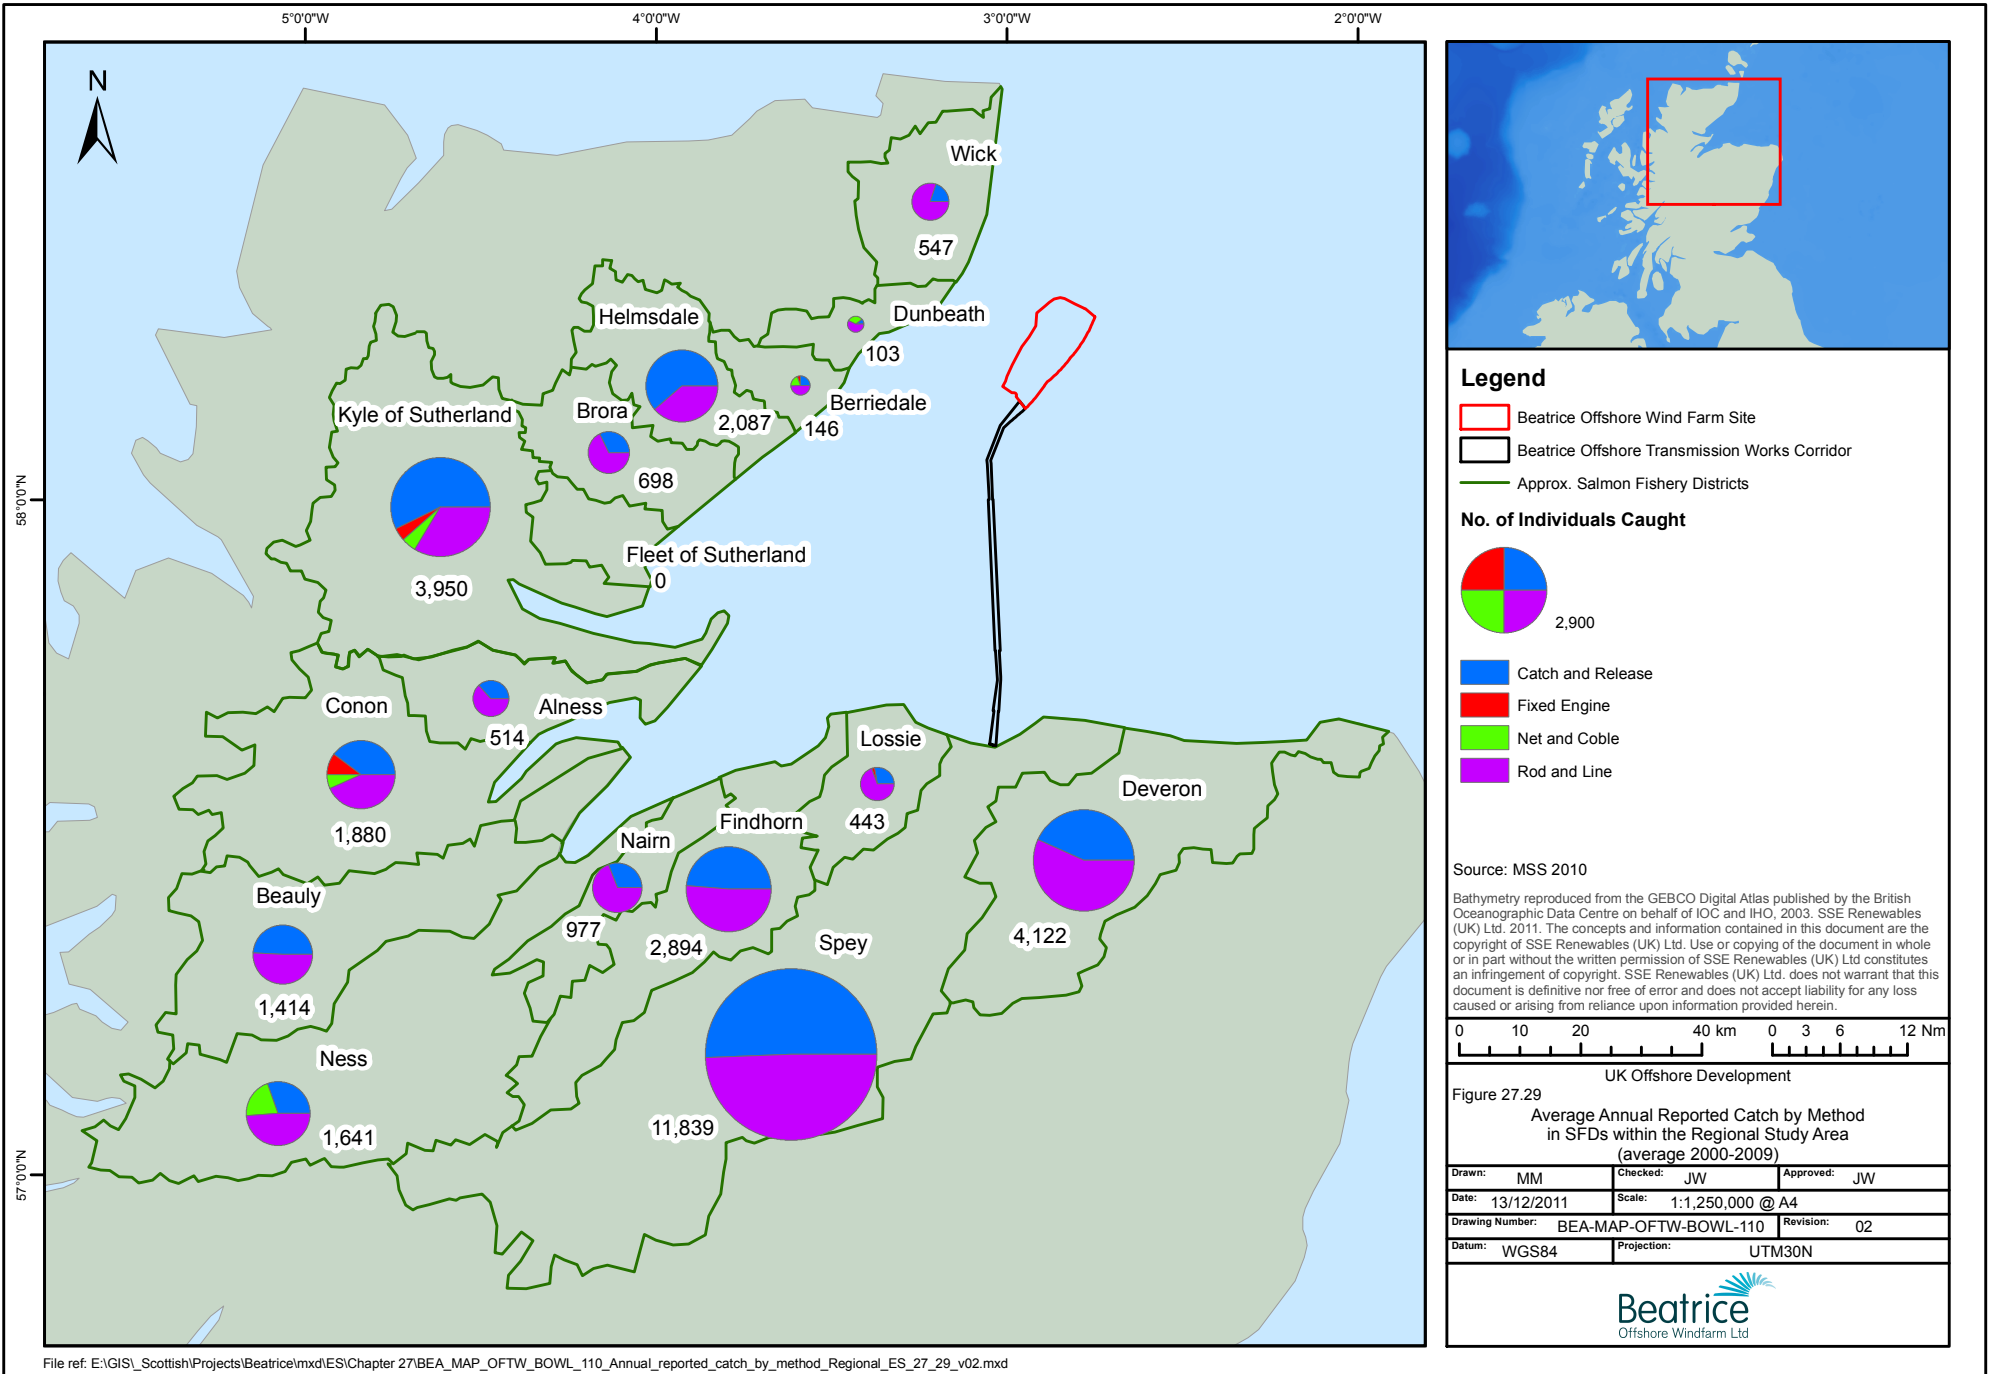 5°0'0"W
4°0'0"W
3°0'0"W
2°0'0"W
N
58°0'0"N
57°0'0"N
Wick
547
Dunbeath
103
Helmsdale
2,087
Berriedale
146
Brora
698
Kyle of Sutherland
3,950
Fleet of Sutherland
0
Conon
1,880
Alness
514
Lossie
443
Deveron
4,122
Findhorn
2,894
Nairn
977
Beauly
1,414
Spey
11,839
Ness
1,641
Legend
Beatrice Offshore Wind Farm Site
Beatrice Offshore Transmission Works Corridor
Approx. Salmon Fishery Districts
No. of Individuals Caught
2,900
Catch and Release
Fixed Engine
Net and Coble
Rod and Line
Source: MSS 2010
Bathymetry reproduced from the GEBCO Digital Atlas published by the British
Oceanographic Data Centre on behalf of IOC and IHO, 2003. SSE Renewables
(UK) Ltd. 2011. The concepts and information contained in this document are the
copyright of SSE Renewables (UK) Ltd. Use or copying of the document in whole
or in part without the written permission of SSE Renewables (UK) Ltd constitutes
an infringement of copyright. SSE Renewables (UK) Ltd. does not warrant that this
document is definitive nor free of error and does not accept liability for any loss
caused or arising from reliance upon information provided herein.
0 10 20 40 km 0 3 6 12 Nm
UK Offshore Development
Figure 27.29
Average Annual Reported Catch by Method
in SFDs within the Regional Study Area
(average 2000-2009)
Drawn: MM Checked: JW Approved: JW
Date: 13/12/2011 Scale: 1:1,250,000 @ A4
Drawing Number: BEA-MAP-OFTW-BOWL-110 Revision: 02
Datum: WGS84 Projection: UTM30N
Beatrice
Offshore Windfarm Ltd
File ref: E:\GIS\_Scottish\Projects\Beatrice\mxd\ES\Chapter 27\BEA_MAP_OFTW_BOWL_110_Annual_reported_catch_by_method_Regional_ES_27_29_v02.mxd